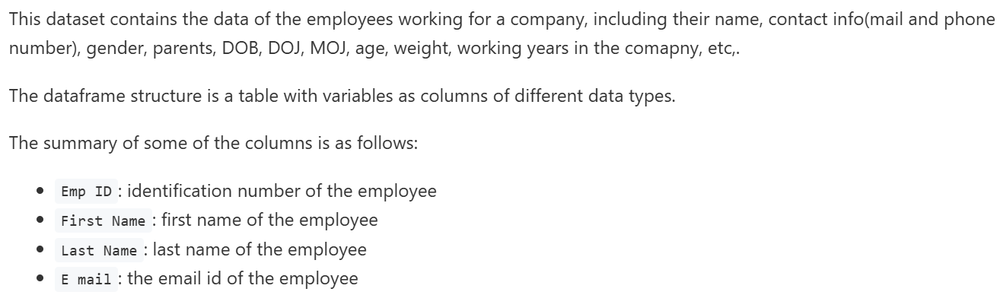 This dataset contains the data of the employees working for a company, including their name, contact info(mail and phone
number), gender, parents, DOB, DOJ, MOJ, age, weight, working years in the comapny, etc,.
The dataframe structure is a table with variables as columns of different data types.
The summary of some of the columns is as follows:
• Emp ID : identification number of the employee
• First Name : first name of the employee
• Last Name : last name of the employee
• E mail : the email id of the employee